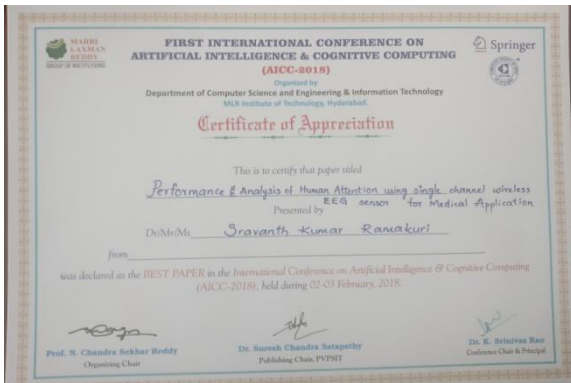 MARRI
LAXMAN
REDDY
GROUP OF INSTITUTIONS
FIRST INTERNATIONAL CONFERENCE ON
ARTIFICIAL INTELLIGENCE & COGNITIVE COMPUTING
(AICC-2018)
Springer
Organized by
Department of Computer Science and Engineering & Information Technology
MLR Institute of Technology, Hyderabad.
Certificate of Appreciation
This is to certify that paper titled
Performance & Analysis of Human Attention using single channel wireless
EEG sensor for Medical Application
Presented by
Dr/Mr/Ms Sravanth Kumar Ramakuri
from
was declared as the BEST PAPER in the International Conference on Artificial Intelligence & Cognitive Computing
(AICC-2018), held during 02-03 February, 2018.
Prof. N. Chandra Sekhar Reddy
Organizing Chair
Dr. Suresh Chandra Satapathy
Publishing Chair, PVPSIT
Dr. K. Srinivas Rao
Conference Chair & Principal